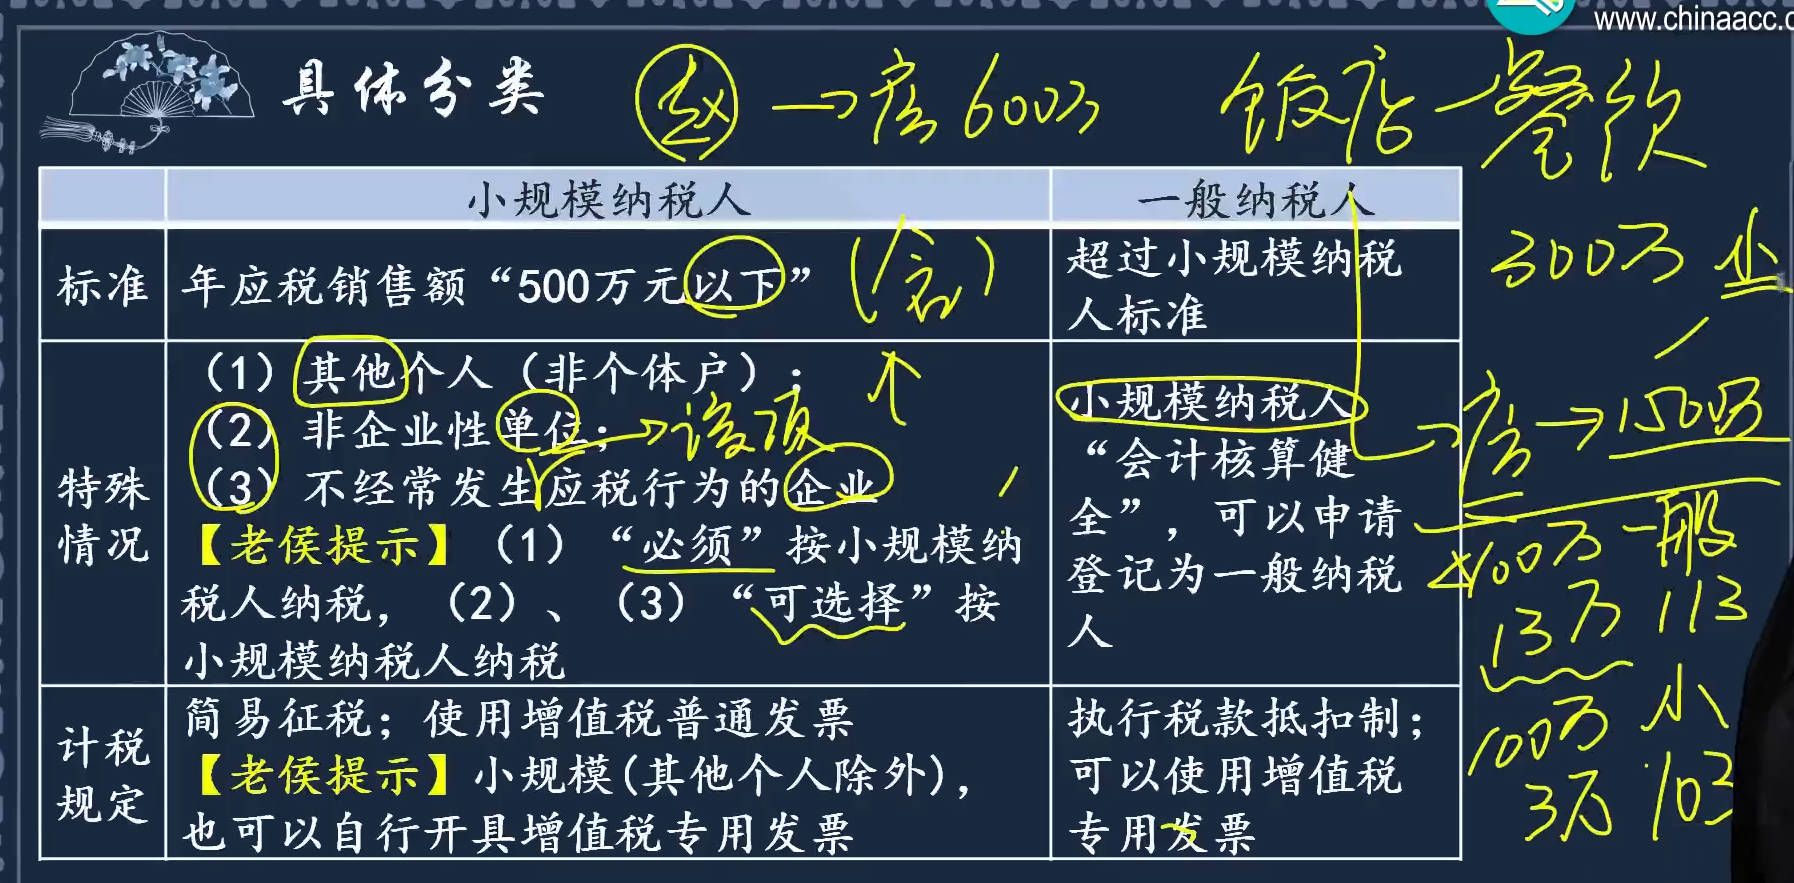 www.chinaacc.c
具体分类
赵→房600万
饭店—餐饮
小规模纳税人
一般纳税人
标准
年应税销售额“500万元以下”
(含)
超过小规模纳税
人标准
300万 小
特殊
情况
(1)其他个人(非个体户);
(2)非企业性单位;
(3)不经常发生应税行为的企业
【老侯提示】(1)“必须”按小规模纳
税人纳税,(2)、(3)“可选择”按
小规模纳税人纳税
小规模纳税人
“会计核算健
全”,可以申请
登记为一般纳税
人
房→1500万
100万 一般
13万 113
100万 小
3万 103
计税
规定
简易征税;使用增值税普通发票
【老侯提示】小规模(其他个人除外),
也可以自行开具增值税专用发票
执行税款抵扣制;
可以使用增值税
专用发票